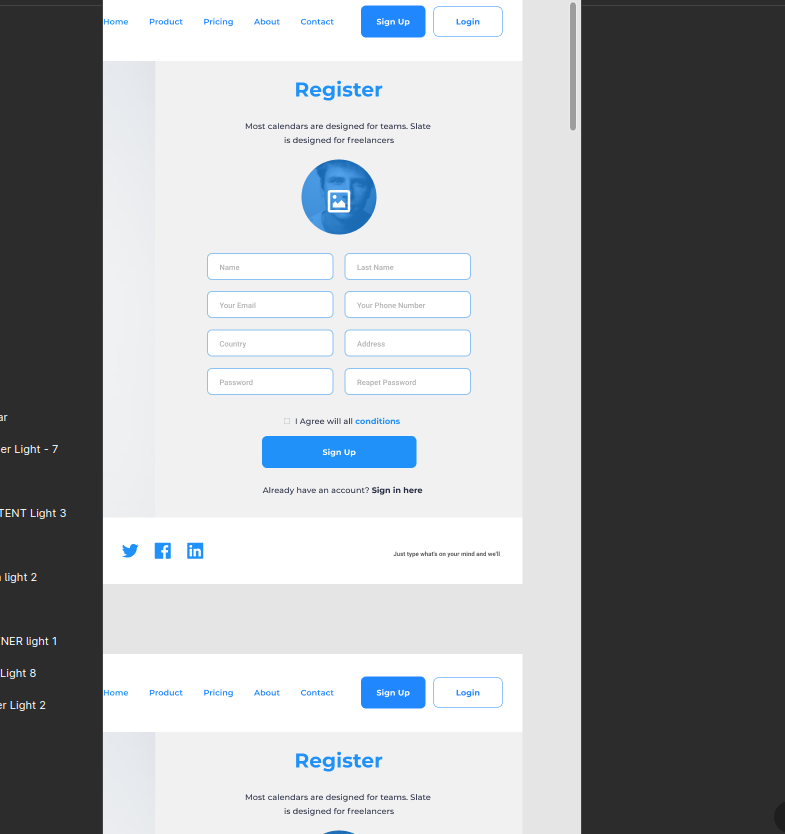 Home Product Pricing About Contact Sign Up Login
Register
Most calendars are designed for teams. Slate
is designed for freelancers
Name Last Name
Your Email Your Phone Number
Country Address
Password Reapet Password
I Agree will all conditions
Sign Up
Already have an account? Sign in here
Just type what's on your mind and we'll
ar
er Light - 7
TENT Light 3
light 2
NER light 1
Light 8
er Light 2
Home Product Pricing About Contact Sign Up Login
Register
Most calendars are designed for teams. Slate
is designed for freelancers